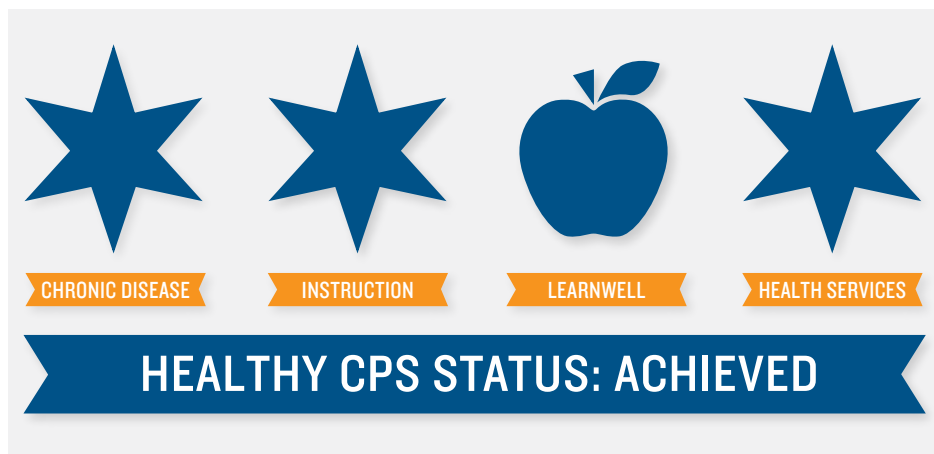 CHRONIC DISEASE
INSTRUCTION
LEARNWELL
HEALTH SERVICES
HEALTHY CPS STATUS: ACHIEVED